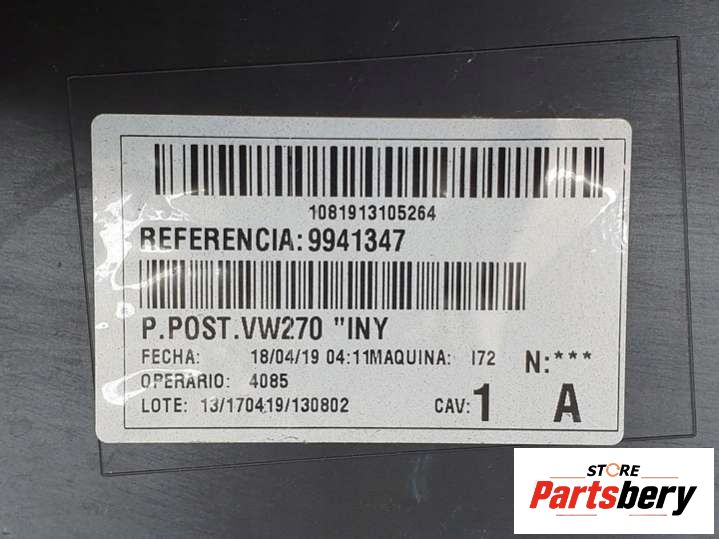 1081913105264
REFERENCIA:9941347
P.POST.VW270 "INY
FECHA: 18/04/19 04:11MAQUINA: I72 N:***
OPERARIO: 4085
LOTE: 13/170419/130802 CAV:1 A
STORE
Partsbery